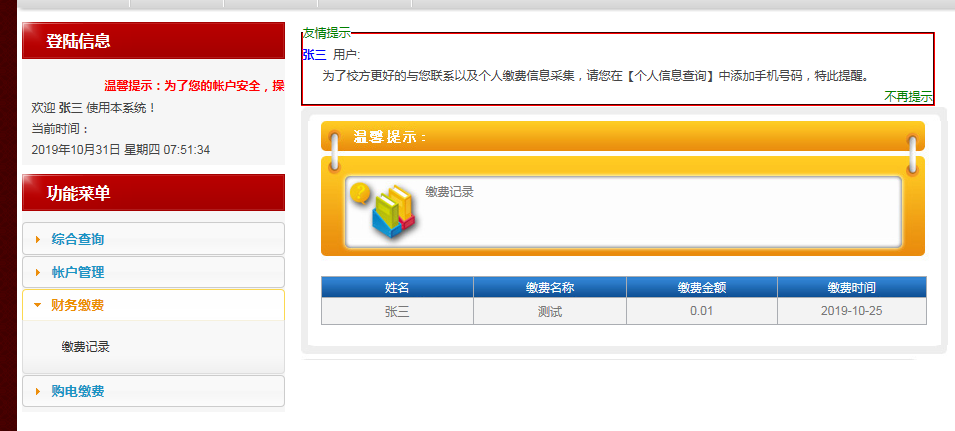 登陆信息
温馨提示：为了您的帐户安全，操
欢迎 张三 使用本系统！
当前时间：
2019年10月31日 星期四 07:51:34
功能菜单
综合查询
帐户管理
财务缴费
缴费记录
购电缴费
友情提示
张三 用户:
为了校方更好的与您联系以及个人缴费信息采集，请您在【个人信息查询】中添加手机号码，特此提醒。
不再提示
温馨提示：
缴费记录
姓名 缴费名称 缴费金额 缴费时间
张三 测试 0.01 2019-10-25